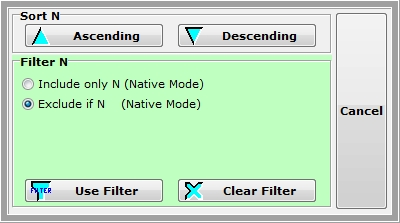 Sort N
Ascending
Descending
Filter N
Include only N (Native Mode)
Exclude if N (Native Mode)
FILTER
Use Filter
Clear Filter
Cancel